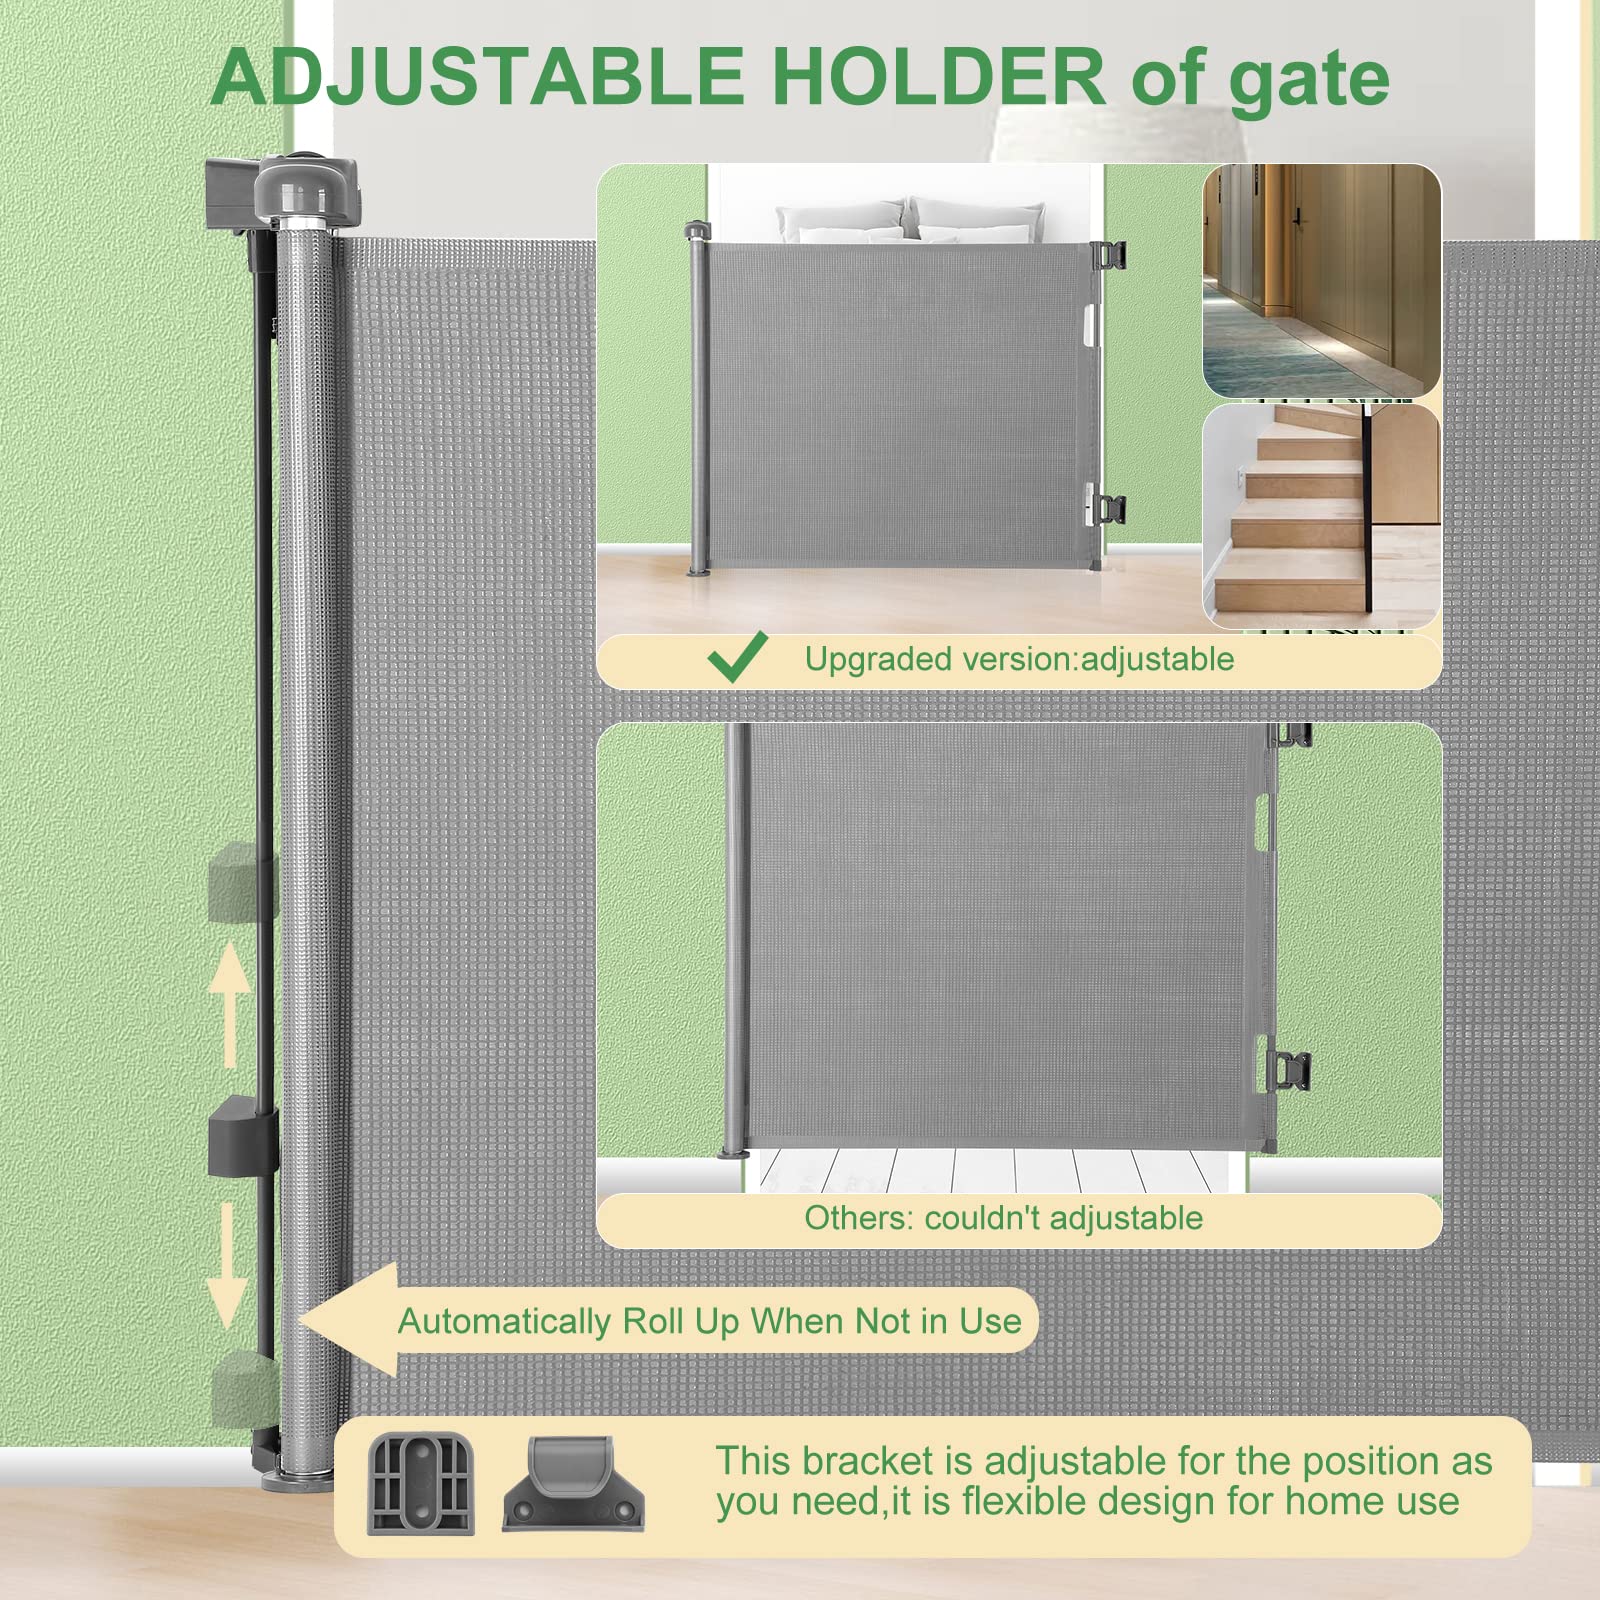 ADJUSTABLE HOLDER of gate
Upgraded version:adjustable
Others: couldn't adjustable
Automatically Roll Up When Not in Use
This bracket is adjustable for the position as
you need,it is flexible design for home use